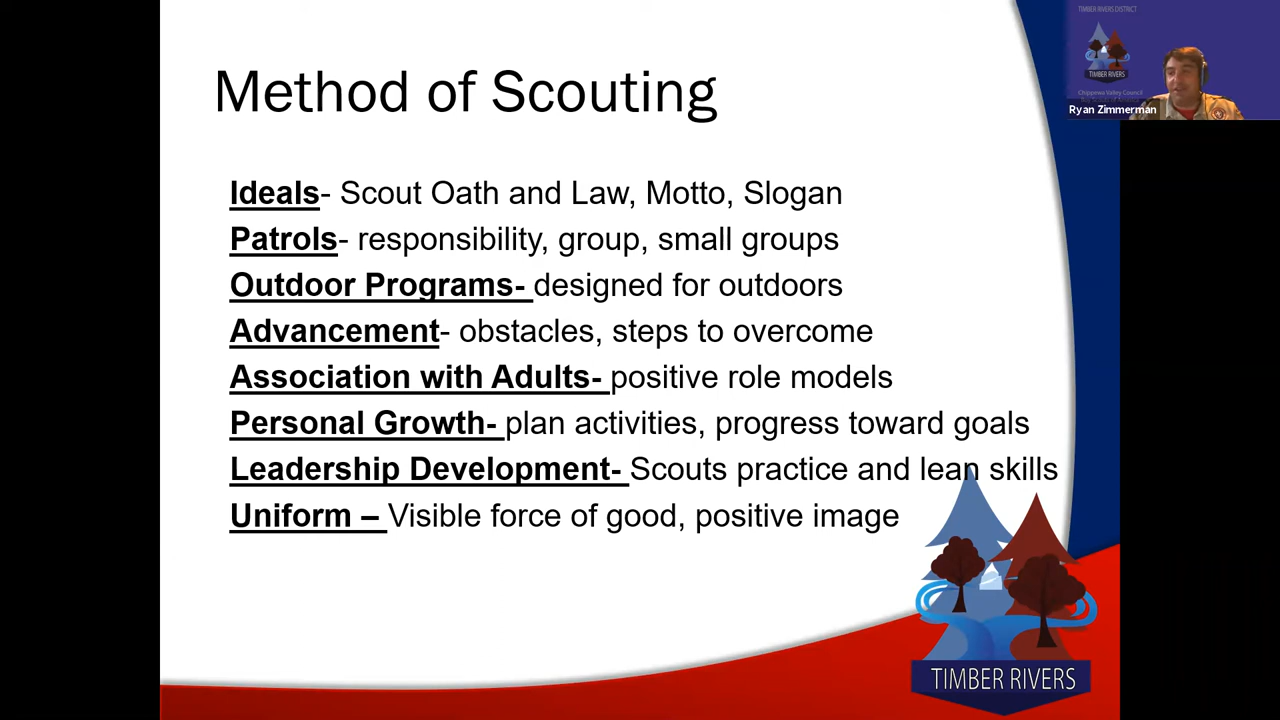 Method of Scouting
Ideals- Scout Oath and Law, Motto, Slogan
Patrols- responsibility, group, small groups
Outdoor Programs- designed for outdoors
Advancement- obstacles, steps to overcome
Association with Adults- positive role models
Personal Growth- plan activities, progress toward goals
Leadership Development- Scouts practice and lean skills
Uniform – Visible force of good, positive image
TIMBER RIVERS
TIMBER RIVERS DISTRICT
TIMBER RIVERS
Chippewa Valley Council
Ryan Zimmerman